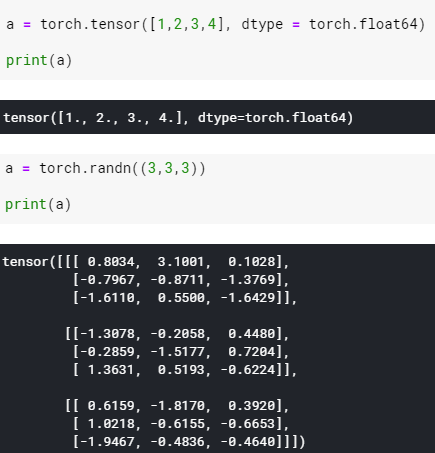 a = torch.tensor([1,2,3,4], dtype = torch.float64)
print(a)
tensor([1., 2., 3., 4.], dtype=torch.float64)
a = torch.randn((3,3,3))
print(a)
tensor([[[ 0.8034,  3.1001,  0.1028],
         [-0.7967, -0.8711, -1.3769],
         [-1.6110,  0.5500, -1.6429]],
        [[-1.3078, -0.2058,  0.4480],
         [-0.2859, -1.5177,  0.7204],
         [ 1.3631,  0.5193, -0.6224]],
        [[ 0.6159, -1.8170,  0.3920],
         [ 1.0218, -0.6155, -0.6653],
         [-1.9467, -0.4836, -0.4640]]])